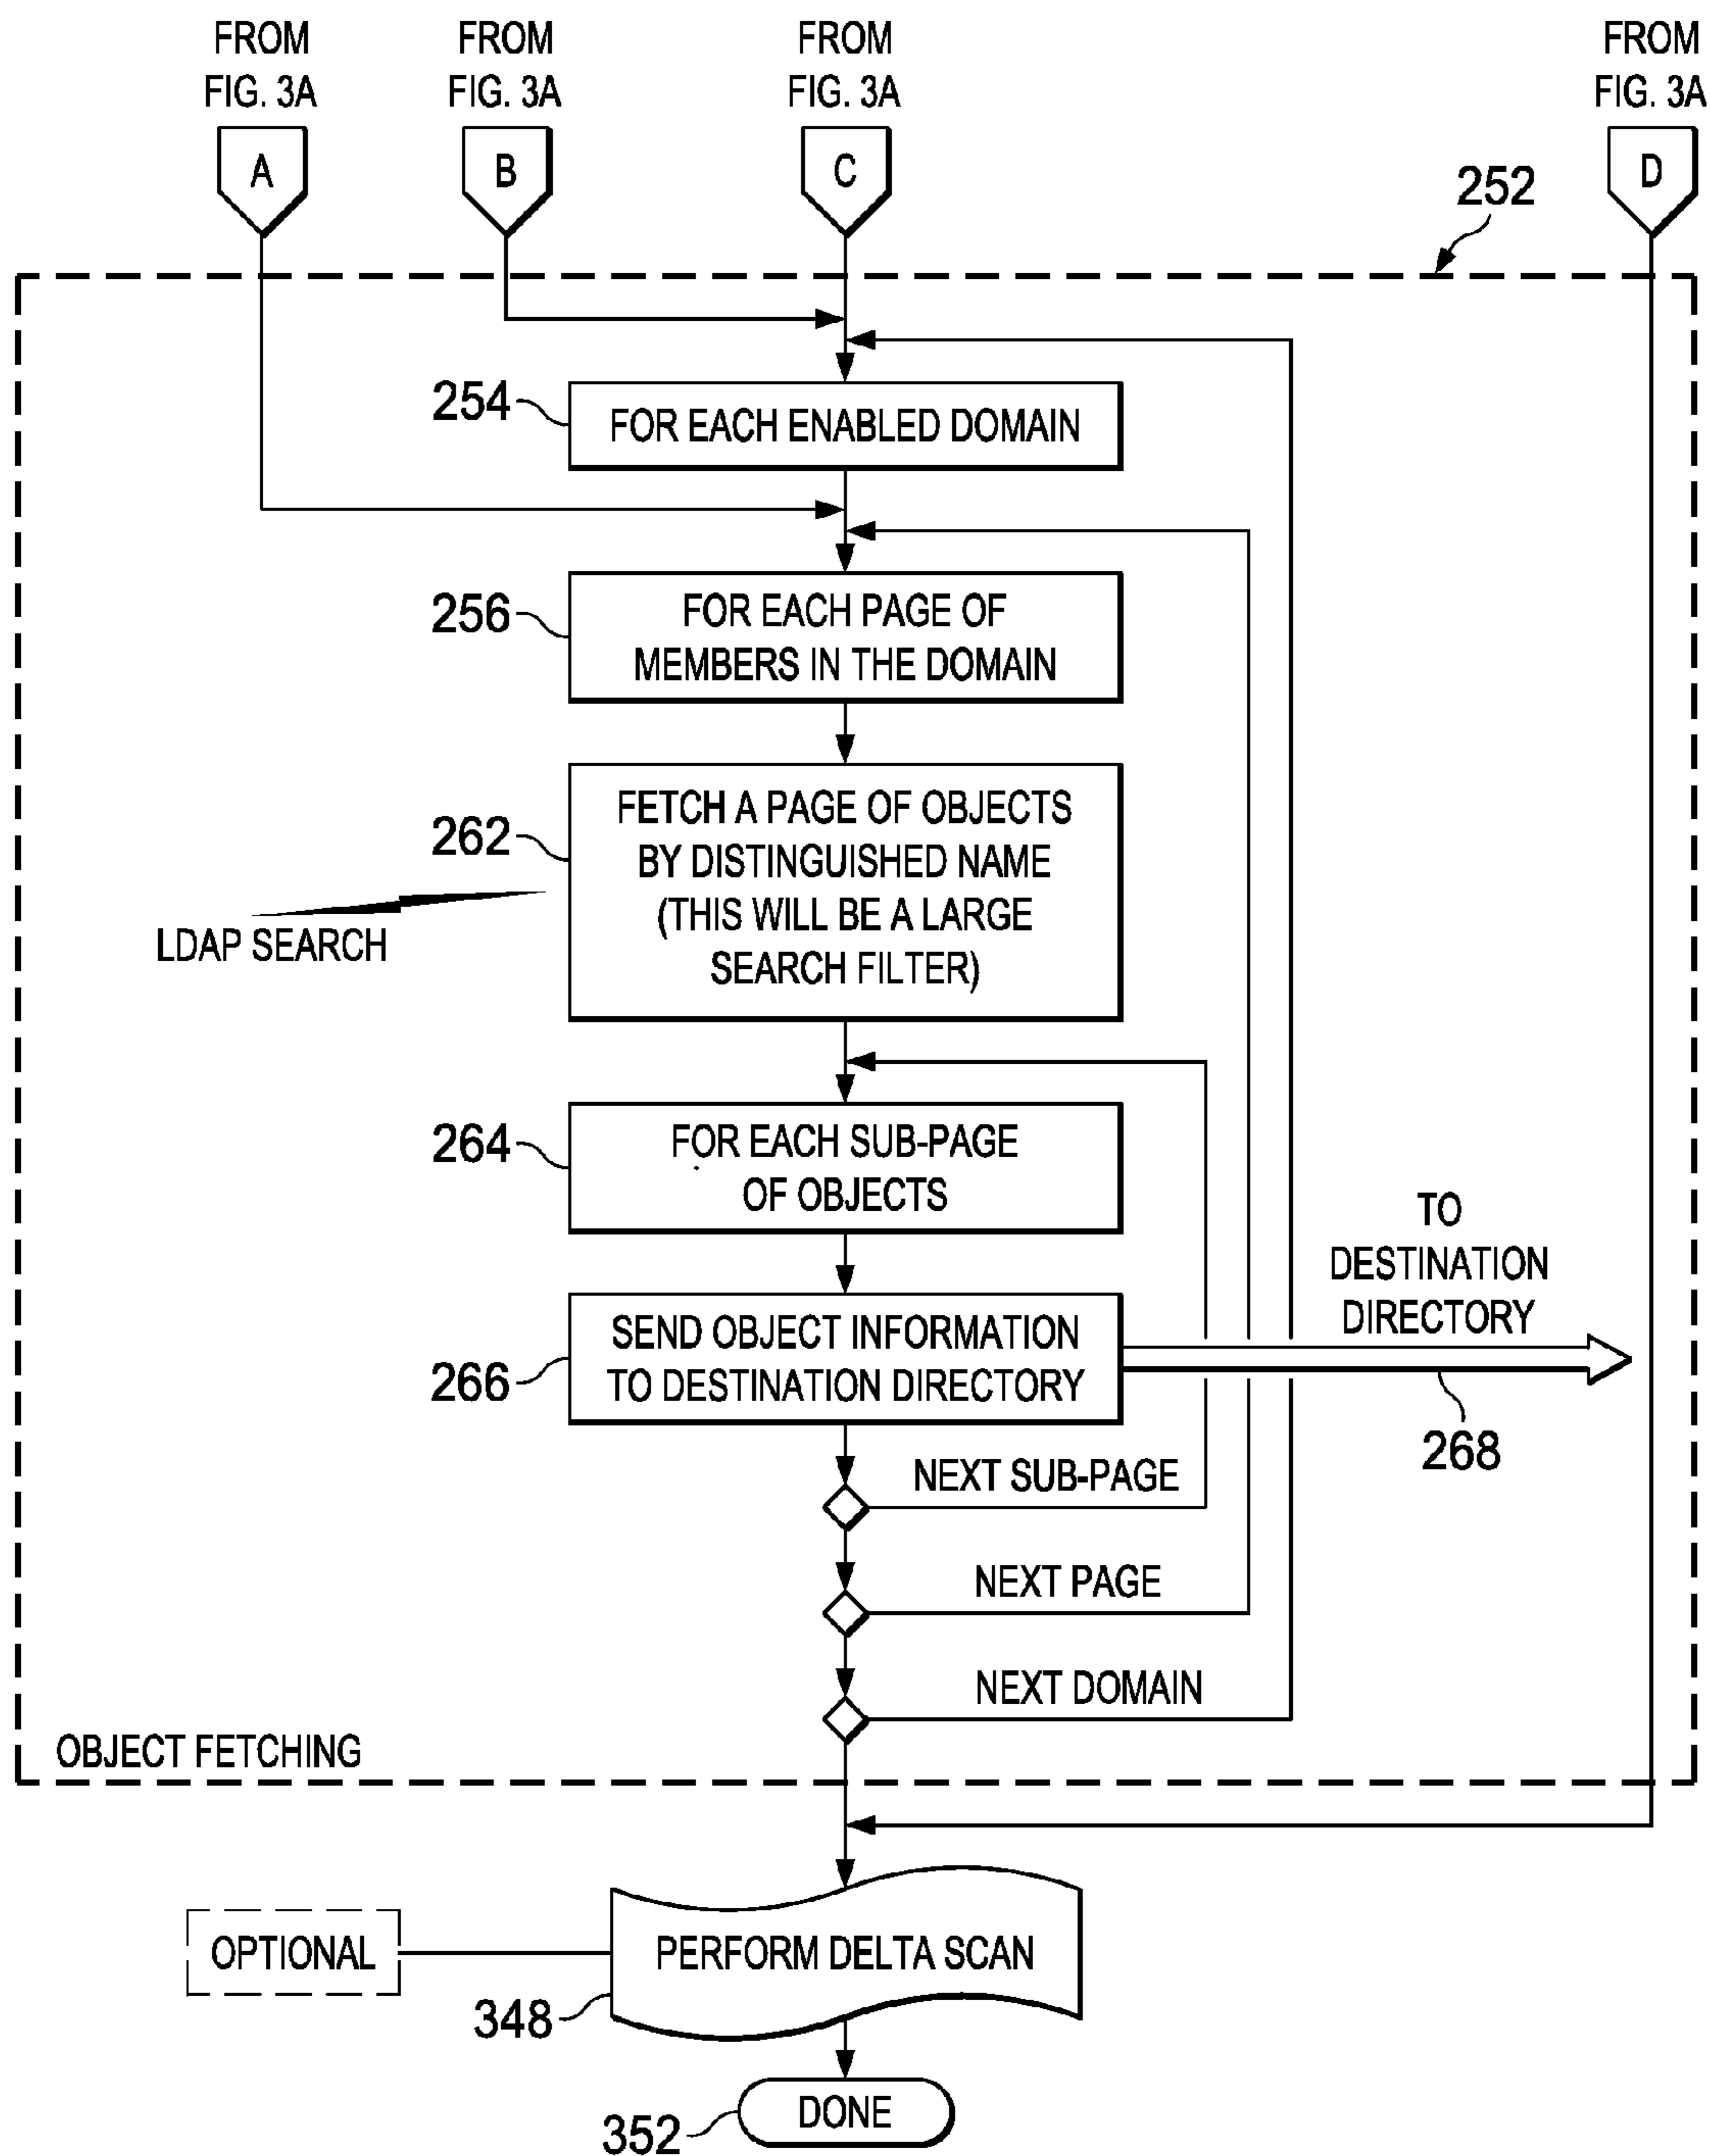 FROM
FIG. 3A
A
FROM
FIG. 3A
B
FROM
FIG. 3A
C
FROM
FIG. 3A
D
252
254
FOR EACH ENABLED DOMAIN
256
FOR EACH PAGE OF
MEMBERS IN THE DOMAIN
262
FETCH A PAGE OF OBJECTS
BY DISTINGUISHED NAME
(THIS WILL BE A LARGE
SEARCH FILTER)
LDAP SEARCH
264
FOR EACH SUB-PAGE
OF OBJECTS
266
SEND OBJECT INFORMATION
TO DESTINATION DIRECTORY
TO
DESTINATION
DIRECTORY
268
NEXT SUB-PAGE
NEXT PAGE
NEXT DOMAIN
OBJECT FETCHING
OPTIONAL
PERFORM DELTA SCAN
348
DONE
352